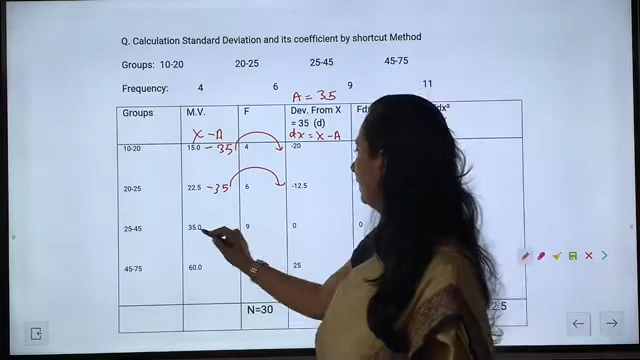 Q. Calculation Standard Deviation and its coefficient by shortcut Method
Groups: 10-20 20-25 25-45 45-75
Frequency: 4 6 9 11
A = 35
Groups M.V. F Dev. From X
= 35 (d)
X - A dx = X - A
10-20 15.0 - 35 4 -20
20-25 22.5 - 35 6 -12.5
25-45 35.0 9 0 0
45-75 60.0 25
N=30 2.5